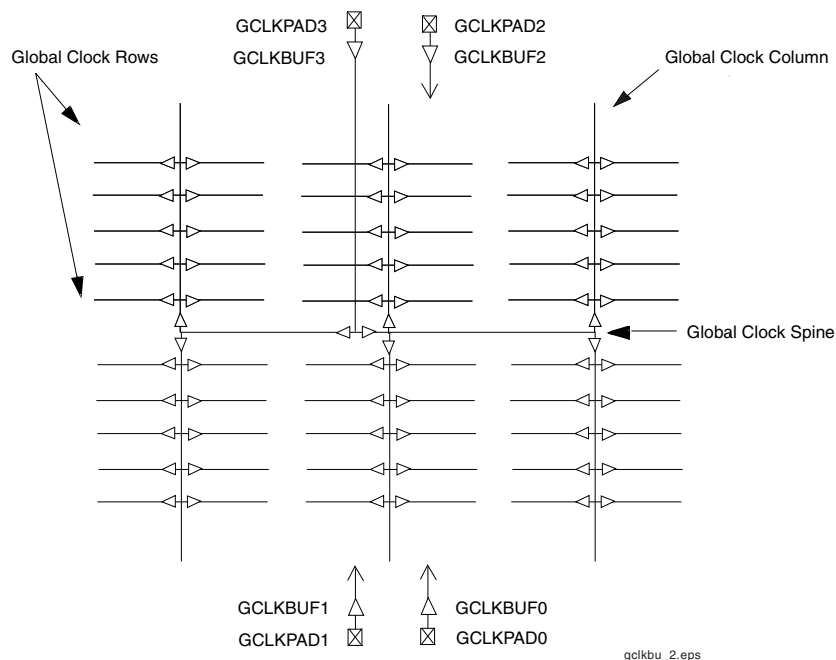 GCLKPAD3 GCLKPAD2
GCLKBUF3 GCLKBUF2
Global Clock Rows
Global Clock Column
Global Clock Spine
GCLKBUF1 GCLKBUF0
GCLKPAD1 GCLKPAD0
gclkbu_2.eps